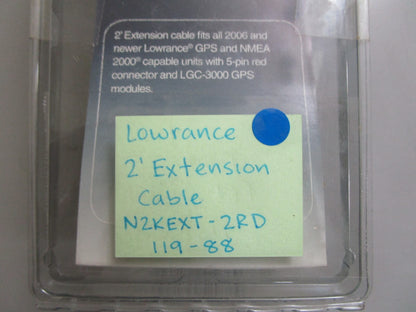 2' Extension cable fits all 2006 and
newer Lowrance® GPS and NMEA
2000® capable units with 5-pin red
connector and LGC-3000 GPS
modules.
Lowrance
2' Extension
Cable
N2KEXT-2RD
119-88